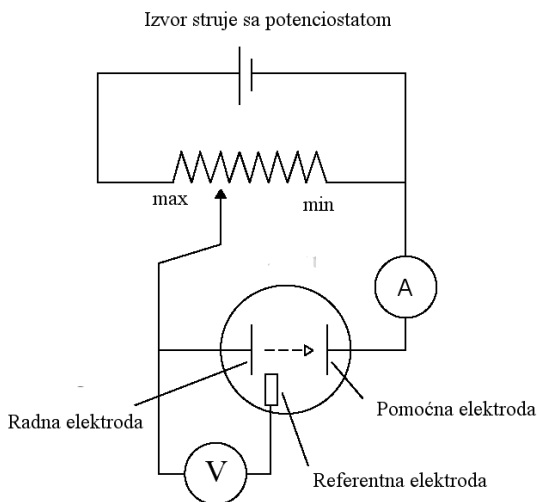 Izvor struje sa potenciostatom
max
min
A
Radna elektroda
Pomoćna elektroda
V
Referentna elektroda